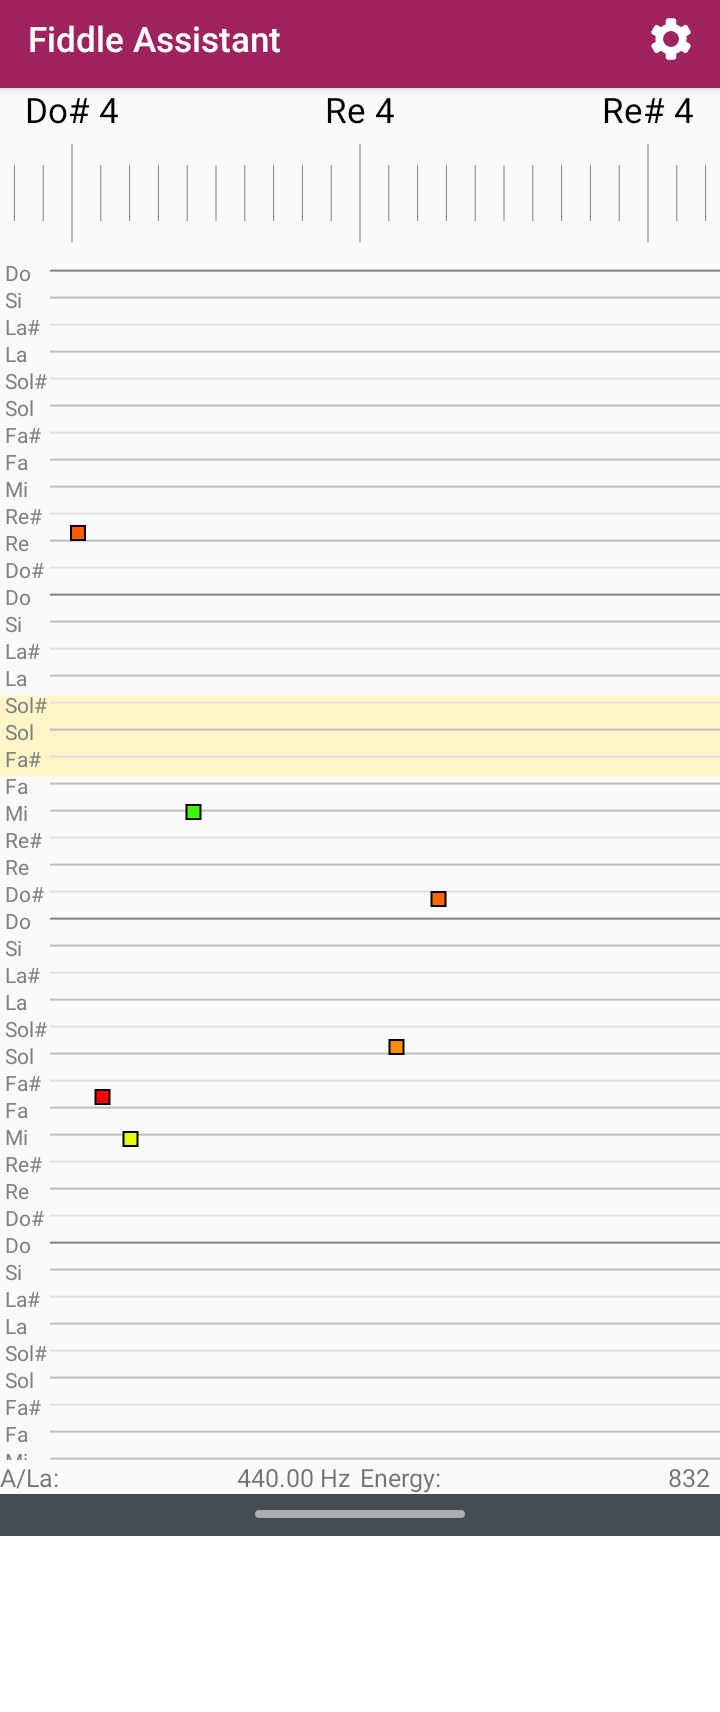 Fiddle Assistant
Do# 4 Re 4 Re# 4
Do
Si
La#
La
Sol#
Sol
Fa#
Fa
Mi
Re#
Re
Do#
Do
Si
La#
La
Sol#
Sol
Fa#
Fa
Mi
Re#
Re
Do#
Do
Si
La#
La
Sol#
Sol
Fa#
Fa
Mi
Re#
Re
Do#
Do
Si
La#
La
Sol#
Sol
Fa#
Fa
Mi
A/La: 440.00 Hz Energy: 832